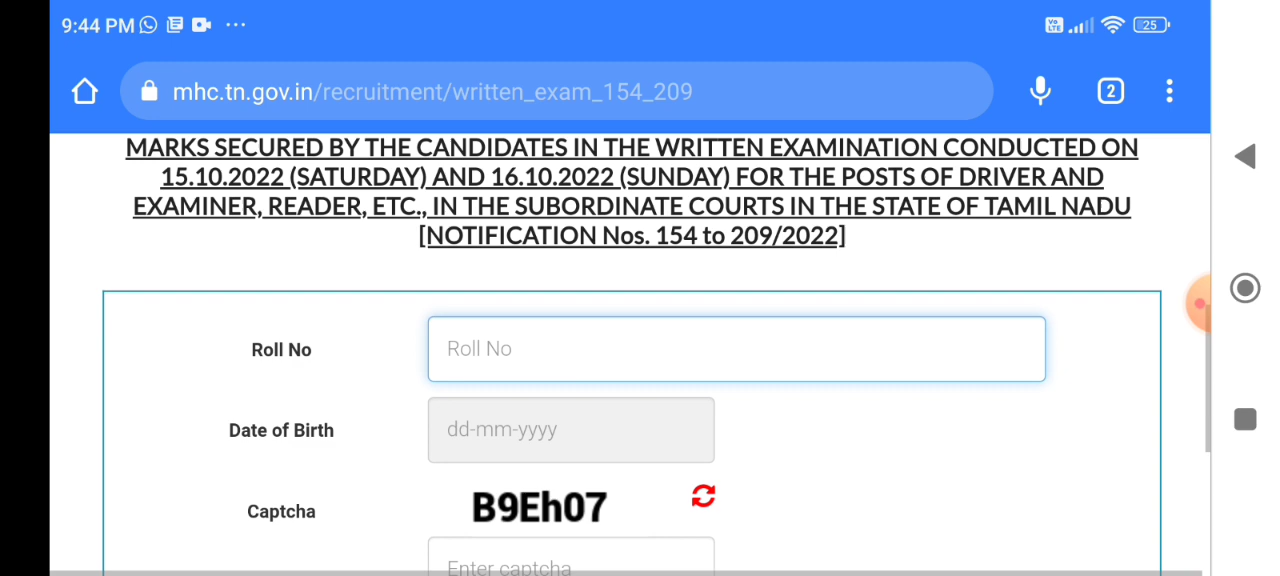 9:44 PM
Vo LTE
25
mhc.tn.gov.in/recruitment/written_exam_154_209
2
MARKS SECURED BY THE CANDIDATES IN THE WRITTEN EXAMINATION CONDUCTED ON
15.10.2022 (SATURDAY) AND 16.10.2022 (SUNDAY) FOR THE POSTS OF DRIVER AND
EXAMINER, READER, ETC., IN THE SUBORDINATE COURTS IN THE STATE OF TAMIL NADU
[NOTIFICATION Nos. 154 to 209/2022]
Roll No
Roll No
Date of Birth
dd-mm-yyyy
Captcha
B9Eh07
Enter captcha